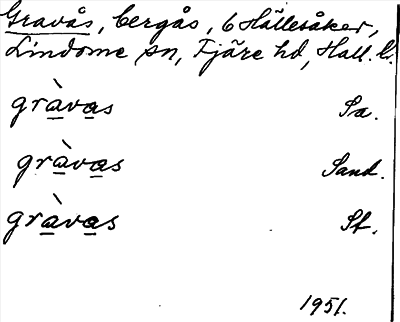 Gravås, bergås, 6 Hällesåker,
Lindome sn, Fjäre hd, Hall. l.
gràvas Sa.
gràvas Sand.
gràvas St.
1951.